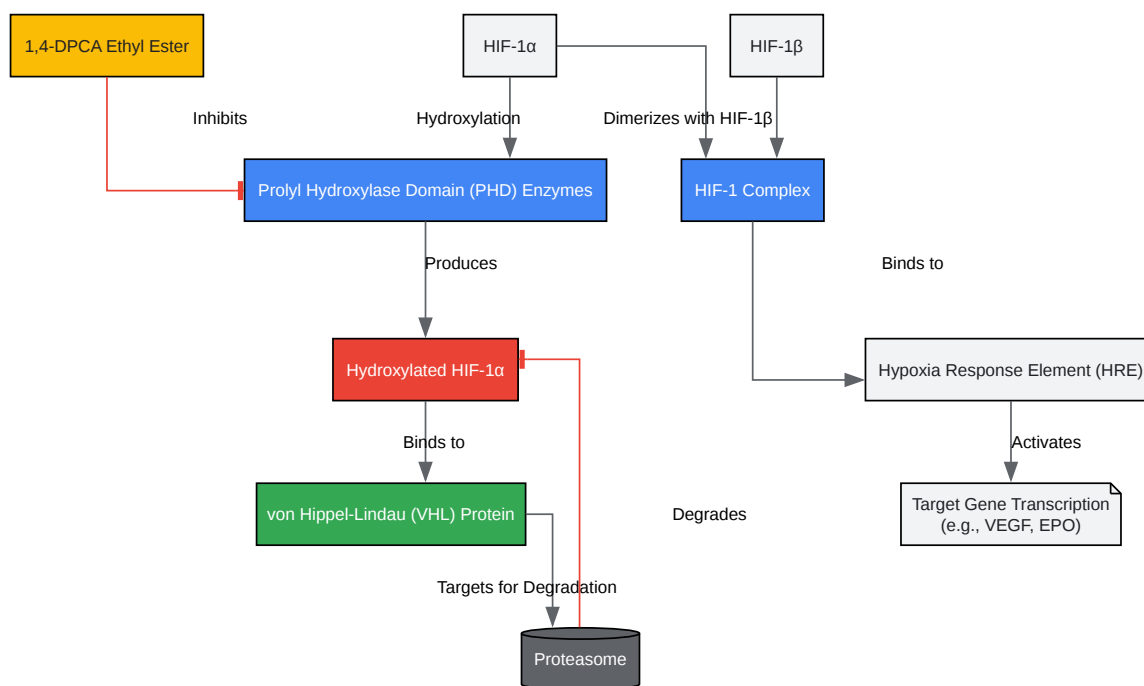 1,4-DPCA Ethyl Ester
HIF-1α
HIF-1β
Inhibits
Hydroxylation
Dimerizes with HIF-1β
Prolyl Hydroxylase Domain (PHD) Enzymes
HIF-1 Complex
Produces
Binds to
Hydroxylated HIF-1α
Hypoxia Response Element (HRE)
Binds to
Activates
von Hippel-Lindau (VHL) Protein
Degrades
Target Gene Transcription
(e.g., VEGF, EPO)
Targets for Degradation
Proteasome